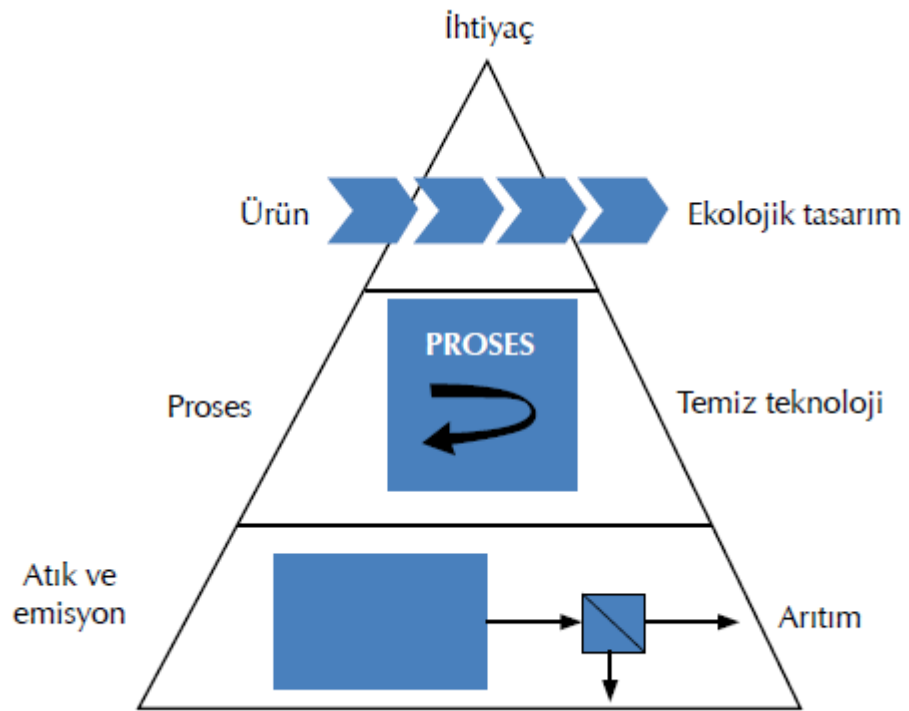 İhtiyaç
Ürün
Ekolojik tasarım
PROSES
Proses
Temiz teknoloji
Atık ve
emisyon
Arıtım